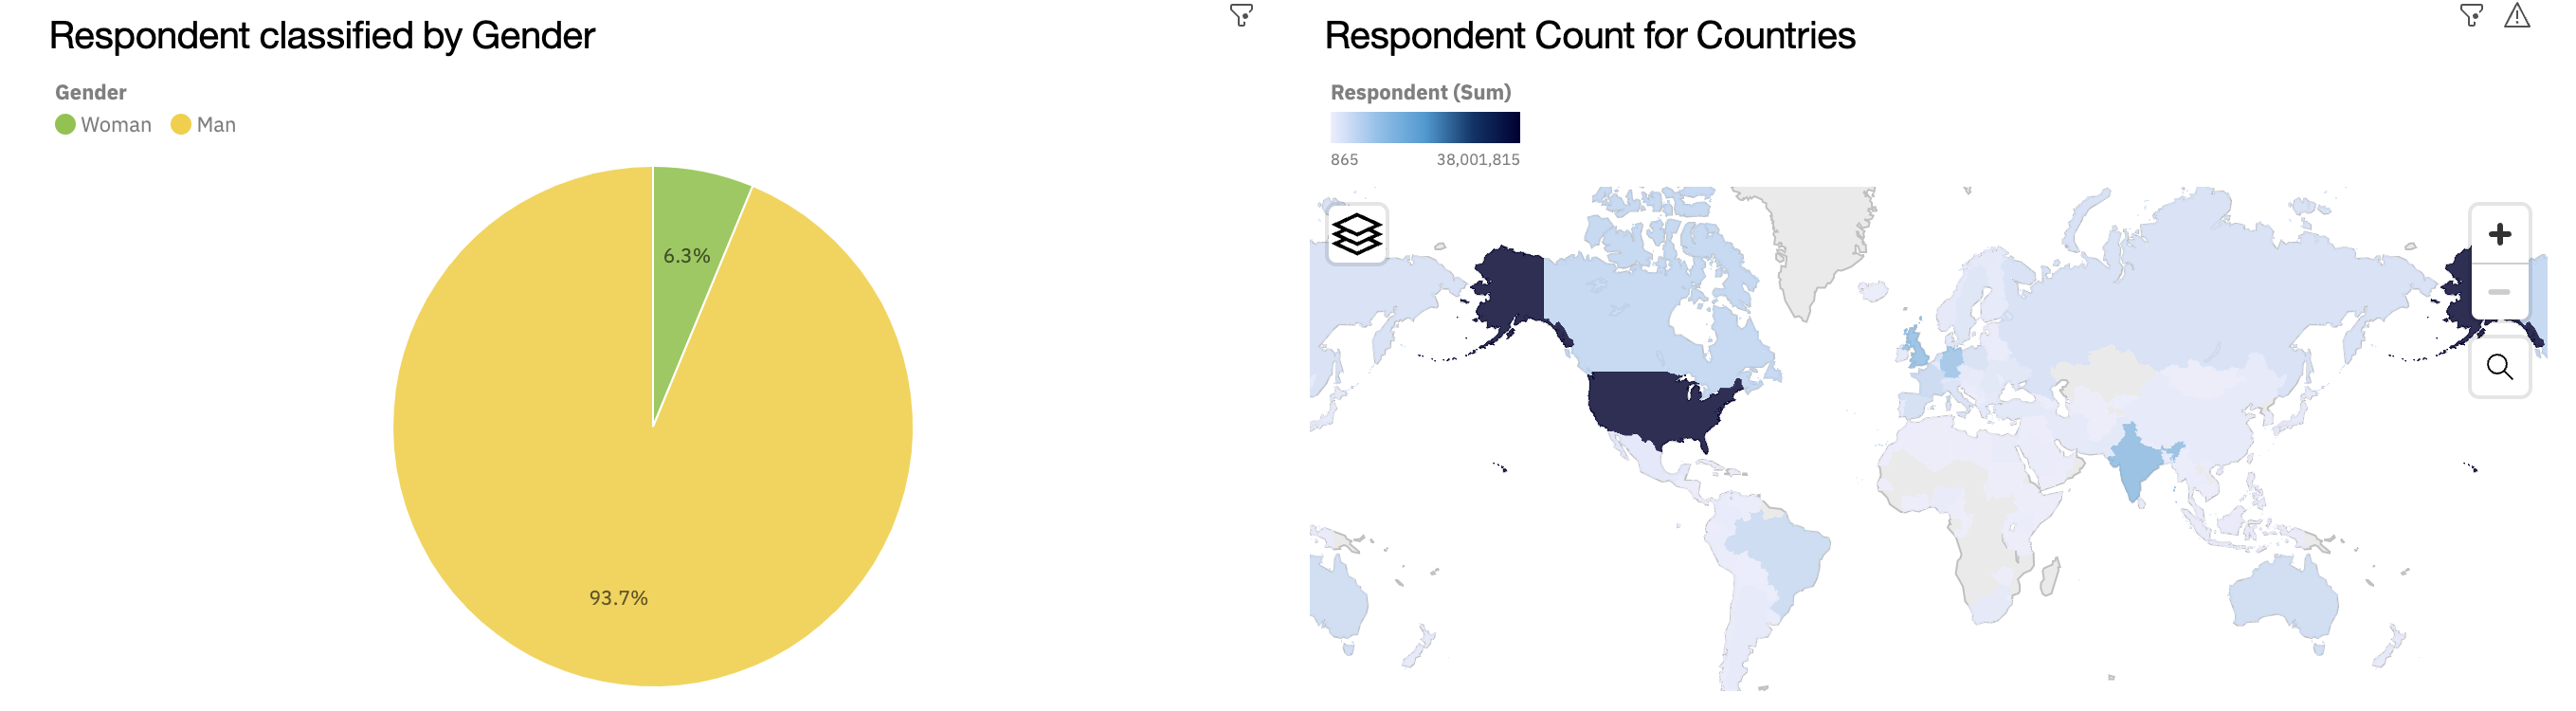 Respondent classified by Gender
Gender
Woman Man
6.3%
93.7%
Respondent Count for Countries
Respondent (Sum)
865 38,001,815